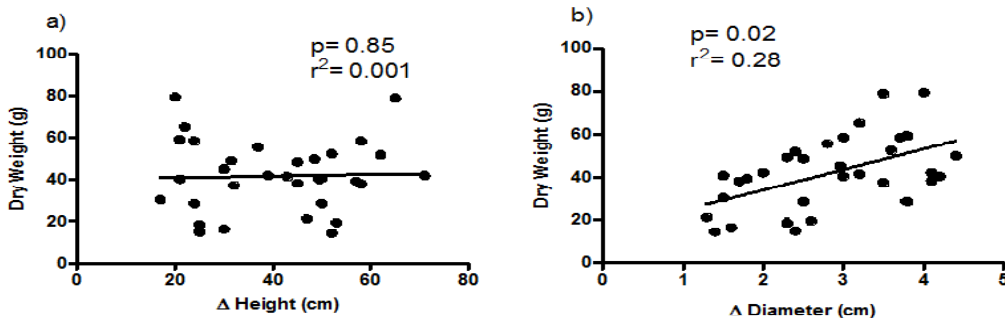 a)
p= 0.85
r²= 0.001
Dry Weight (g)
100
80
60
40
20
0
0 20 40 60 80
Δ Height (cm)
b)
p= 0.02
r²= 0.28
Dry Weight (g)
100
80
60
40
20
0
0 1 2 3 4 5
Δ Diameter (cm)